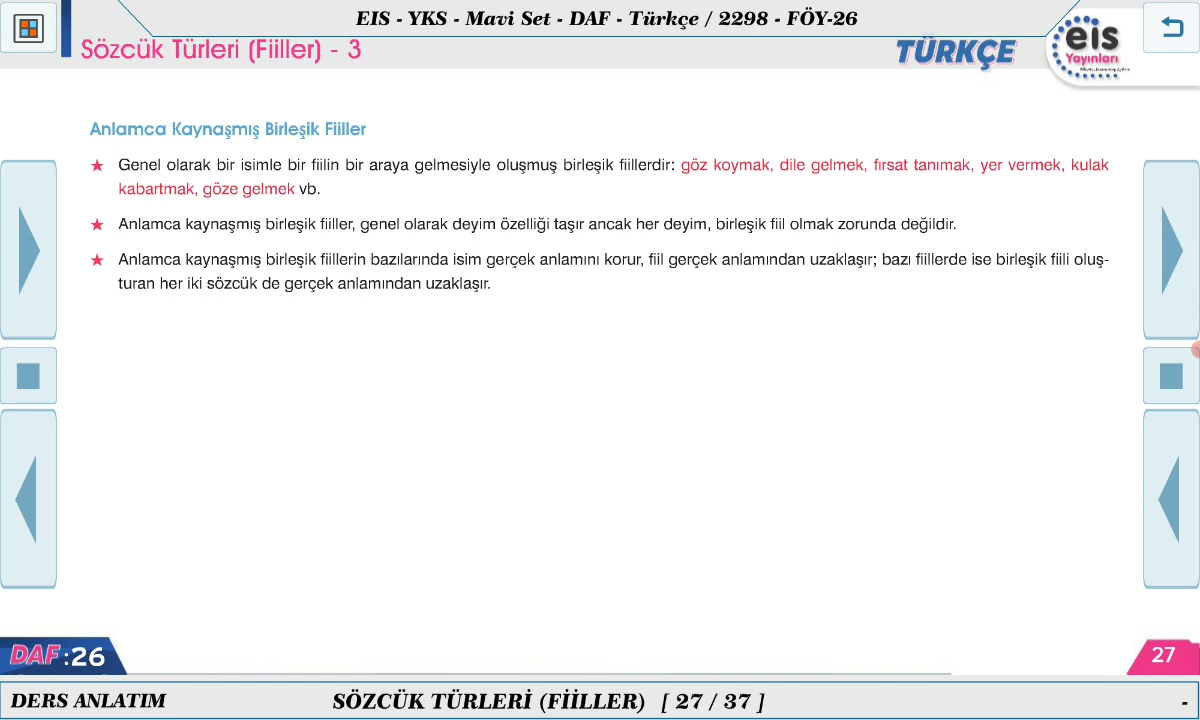 EIS - YKS - Mavi Set - DAF - Türkçe / 2298 - FÖY-26
Sözcük Türleri (Fiiller) - 3
TÜRKÇE
eis
Yayınları
Anlamca Kaynaşmış Birleşik Fiiller
★ Genel olarak bir isimle bir fiilin bir araya gelmesiyle oluşmuş birleşik fiillerdir: göz koymak, dile gelmek, fırsat tanımak, yer vermek, kulak
kabartmak, göze gelmek vb.
★ Anlamca kaynaşmış birleşik fiiller, genel olarak deyim özelliği taşır ancak her deyim, birleşik fiil olmak zorunda değildir.
★ Anlamca kaynaşmış birleşik fiillerin bazılarında isim gerçek anlamını korur, fiil gerçek anlamından uzaklaşır; bazı fiillerde ise birleşik fiili oluş-
turan her iki sözcük de gerçek anlamından uzaklaşır.
DAF :26
27
DERS ANLATIM
SÖZCÜK TÜRLERİ (FİİLLER) [ 27 / 37 ]
-